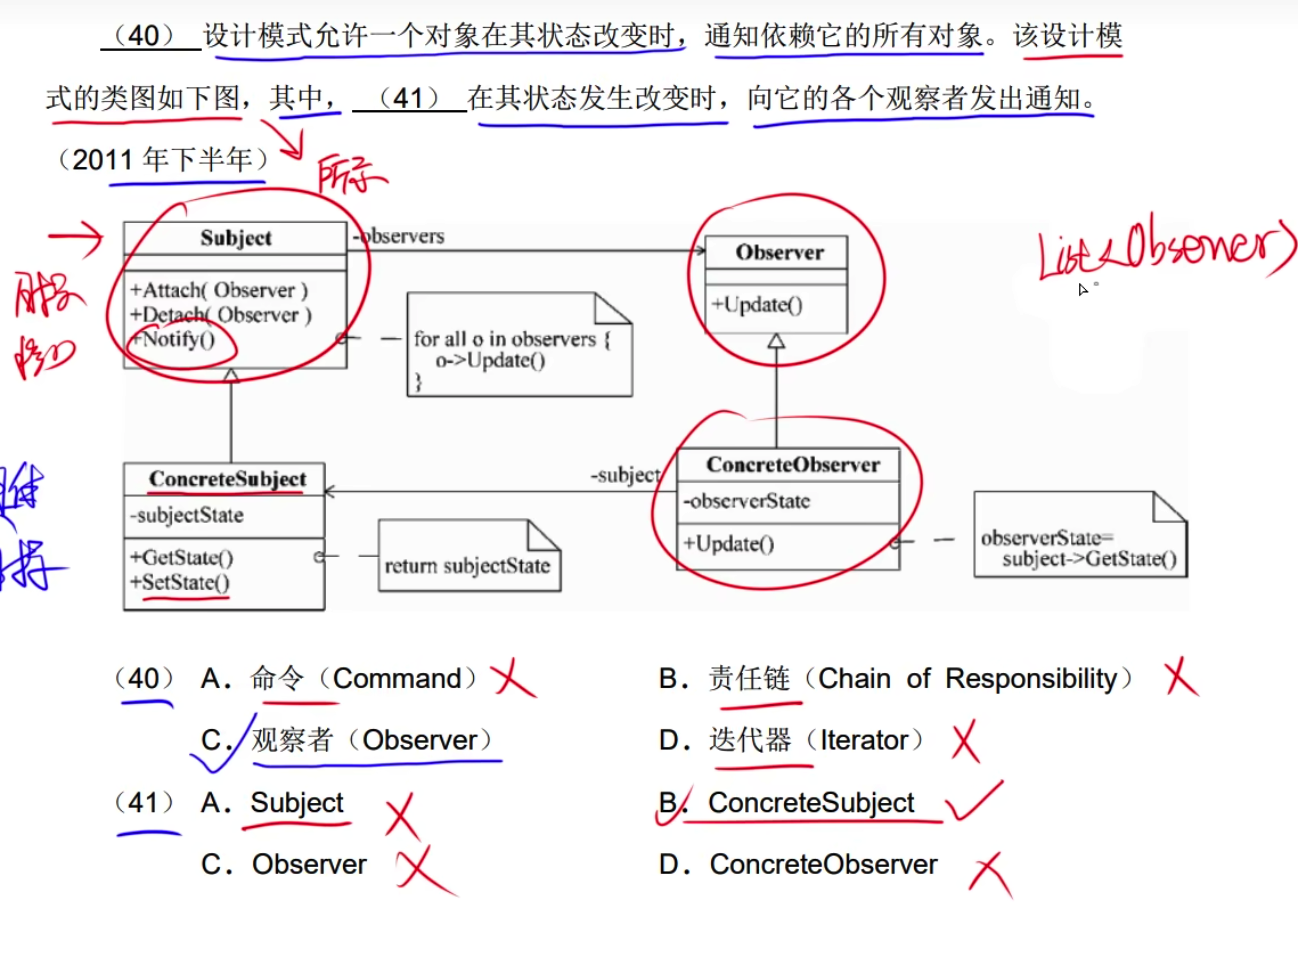 （40） 设计模式允许一个对象在其状态改变时，通知依赖它的所有对象。该设计模
式的类图如下图，其中， （41） 在其状态发生改变时，向它的各个观察者发出通知。
（2011 年下半年）
所示
Subject
-observers
Observer
List<Observer>
+Attach( Observer )
+Detach( Observer )
+Notify()
+Update()
for all o in observers {
o->Update()
}
ConcreteSubject
-subject
ConcreteObserver
-subjectState
-observerState
+GetState()
+SetState()
return subjectState
+Update()
observerState=
subject->GetState()
（40） A. 命令（Command） B. 责任链（Chain of Responsibility）
C. 观察者（Observer） D. 迭代器（Iterator）
（41） A. Subject B. ConcreteSubject
C. Observer D. ConcreteObserver